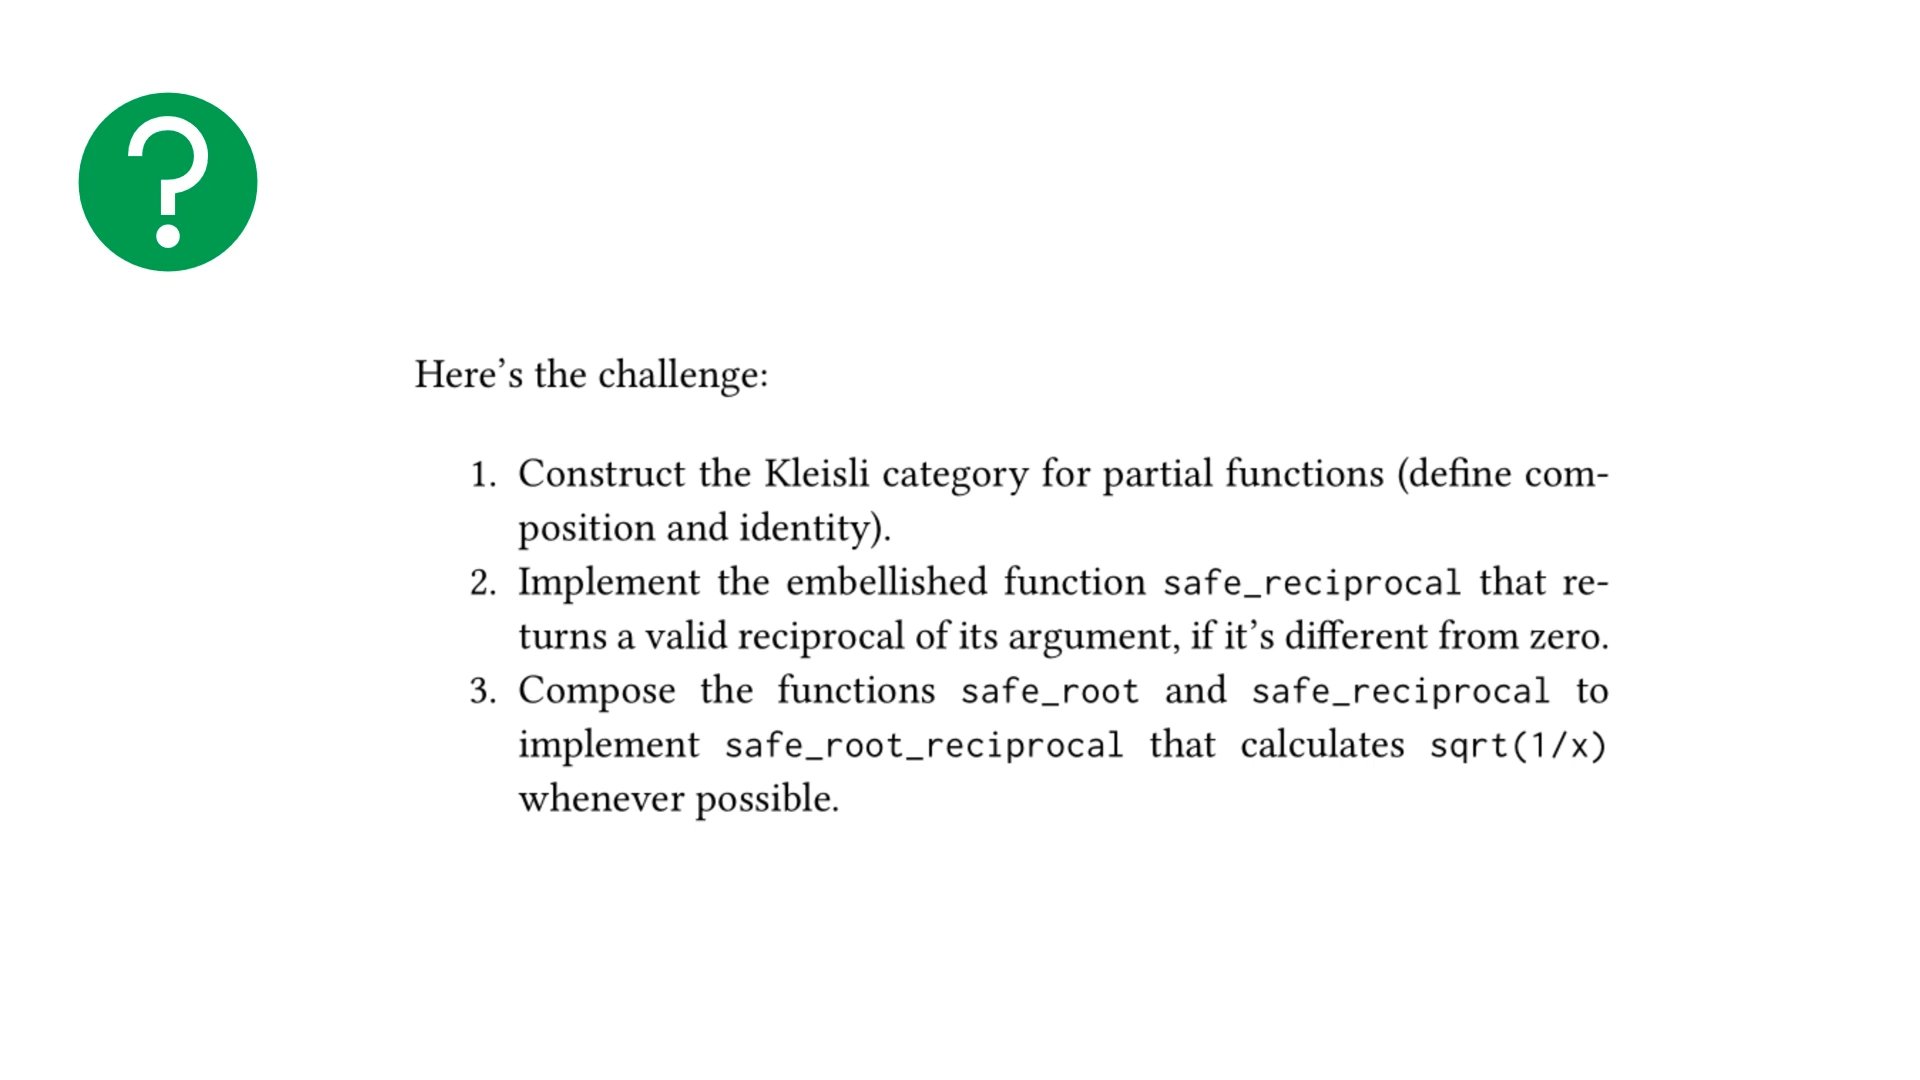 ?
Here’s the challenge:
1. Construct the Kleisli category for partial functions (define com-
position and identity).
2. Implement the embellished function safe_reciprocal that re-
turns a valid reciprocal of its argument, if it’s different from zero.
3. Compose the functions safe_root and safe_reciprocal to
implement safe_root_reciprocal that calculates sqrt(1/x)
whenever possible.